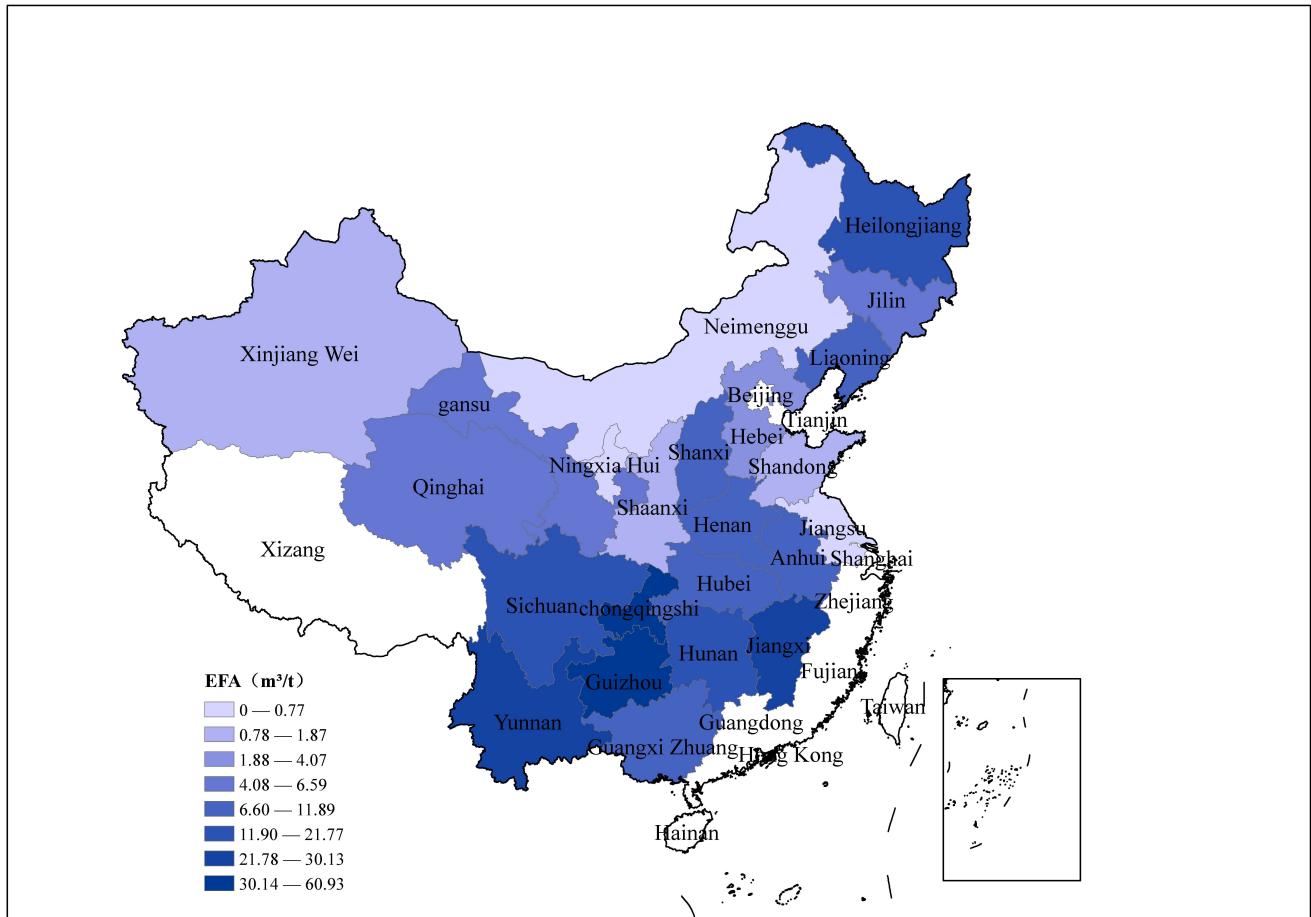 Heilongjiang
Jilin
Neimenggu
Liaoning
Xinjiang Wei
Beijing
gansu
Tianjin
Hebei
Shanxi
Ningxia Hui
Shandong
Qinghai
Shaanxi
Henan
Jiangsu
Xizang
Anhui
Shanghai
Hubei
Sichuan
chongqingshi
Zhejiang
Jiangxi
Hunan
Fujian
Guizhou
Taiwan
Yunnan
Guangdong
Guangxi Zhuang
Hong Kong
Hainan
EFA（m³/t）
0 — 0.77
0.78 — 1.87
1.88 — 4.07
4.08 — 6.59
6.60 — 11.89
11.90 — 21.77
21.78 — 30.13
30.14 — 60.93